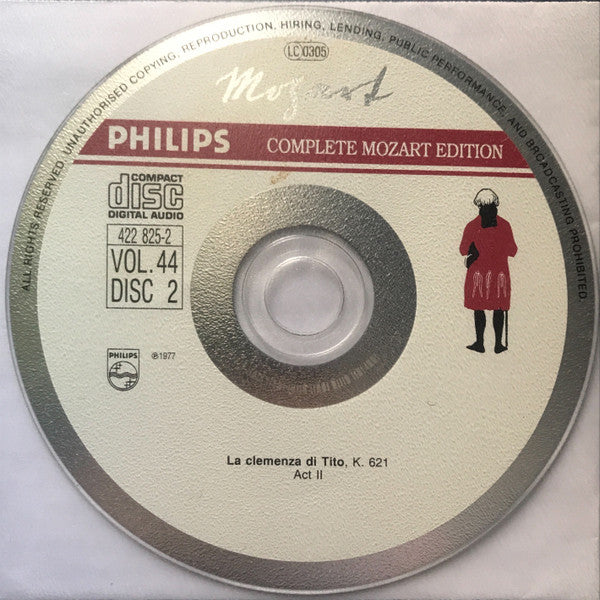 ALL RIGHTS RESERVED. UNAUTHORISED COPYING, REPRODUCTION, HIRING, LENDING, PUBLIC PERFORMANCE, AND BROADCASTING PROHIBITED.
LC 0305
Mozart
PHILIPS COMPLETE MOZART EDITION
COMPACT
disc
DIGITAL AUDIO
422 825-2
VOL. 44
DISC 2
PHILIPS
℗1977
La clemenza di Tito, K. 621
Act II